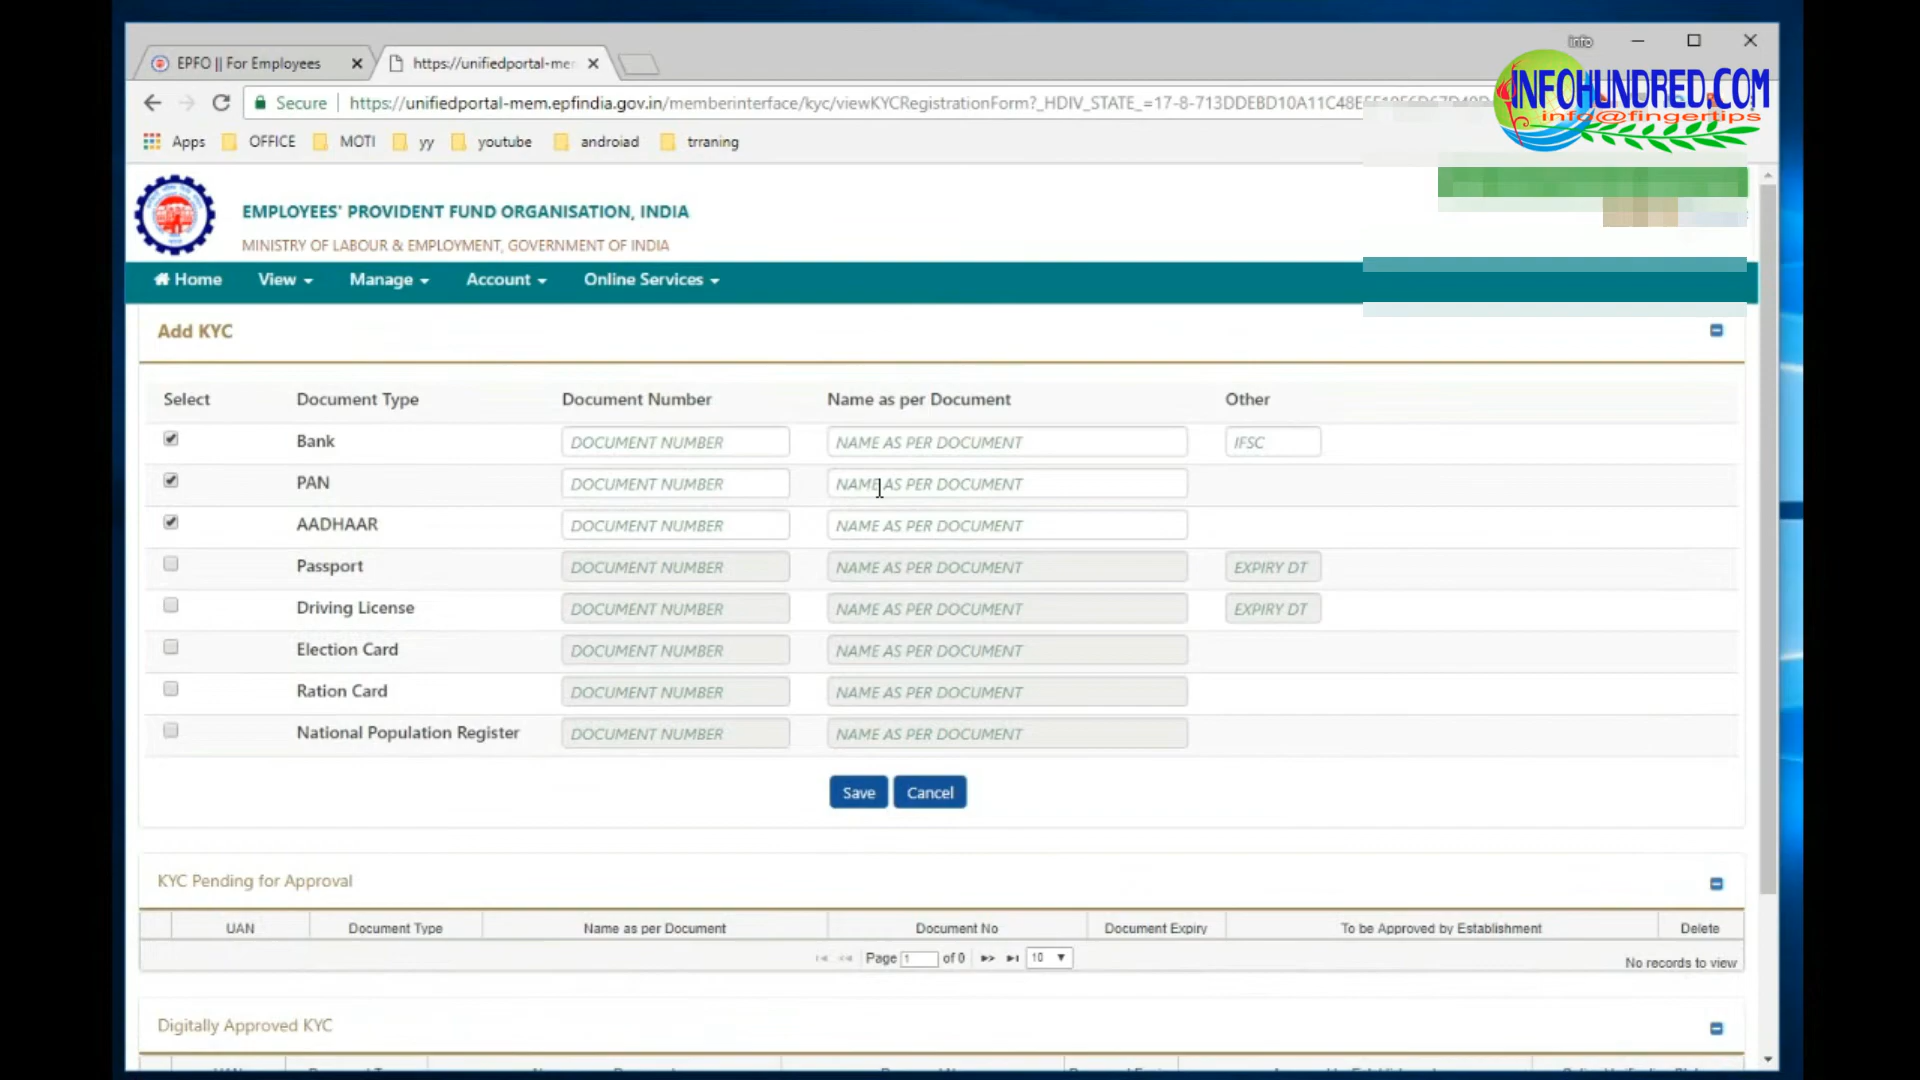 info
EPFO || For Employees
https://unifiedportal-mem
Secure https://unifiedportal-mem.epfindia.gov.in/memberinterface/kyc/viewKYCRegistrationForm?_HDIV_STATE_=17-8-713DDEBD10A11C48E
INFOHUNDRED.COM
info@fingertips
Apps OFFICE MOTI yy youtube androiad trraning
EMPLOYEES' PROVIDENT FUND ORGANISATION, INDIA
MINISTRY OF LABOUR & EMPLOYMENT, GOVERNMENT OF INDIA
Home View Manage Account Online Services
Add KYC
Select Document Type Document Number Name as per Document Other
Bank DOCUMENT NUMBER NAME AS PER DOCUMENT IFSC
PAN DOCUMENT NUMBER NAME AS PER DOCUMENT
AADHAAR DOCUMENT NUMBER NAME AS PER DOCUMENT
Passport DOCUMENT NUMBER NAME AS PER DOCUMENT EXPIRY DT
Driving License DOCUMENT NUMBER NAME AS PER DOCUMENT EXPIRY DT
Election Card DOCUMENT NUMBER NAME AS PER DOCUMENT
Ration Card DOCUMENT NUMBER NAME AS PER DOCUMENT
National Population Register DOCUMENT NUMBER NAME AS PER DOCUMENT
Save Cancel
KYC Pending for Approval
UAN Document Type Name as per Document Document No Document Expiry To be Approved by Establishment Delete
Page 1 of 0 10
No records to view
Digitally Approved KYC